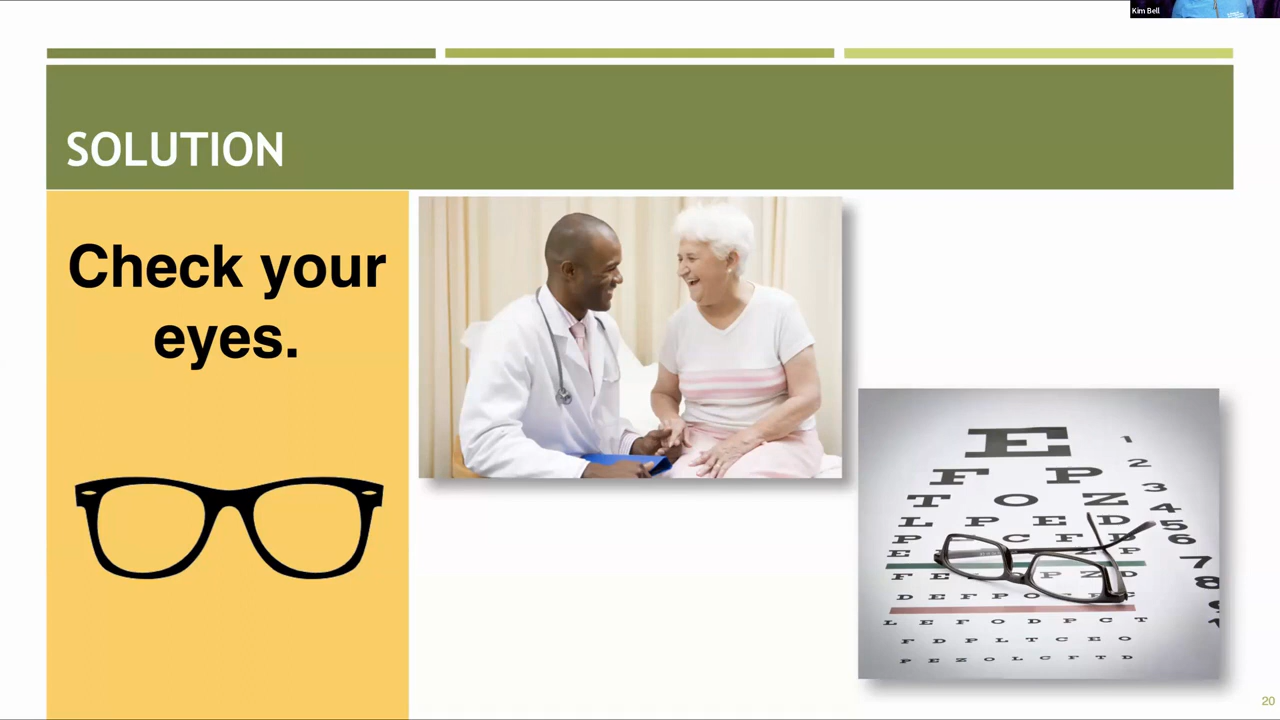 Kim Bell
SOLUTION
Check your
eyes.
E 1
F P 2
T O Z 3
L P E D 4
P C F 5
E P 6
F E P Z D 7
D E F P O 8
L E F O D P C T
F D P L T C E O
P E Z O L C F T D
20